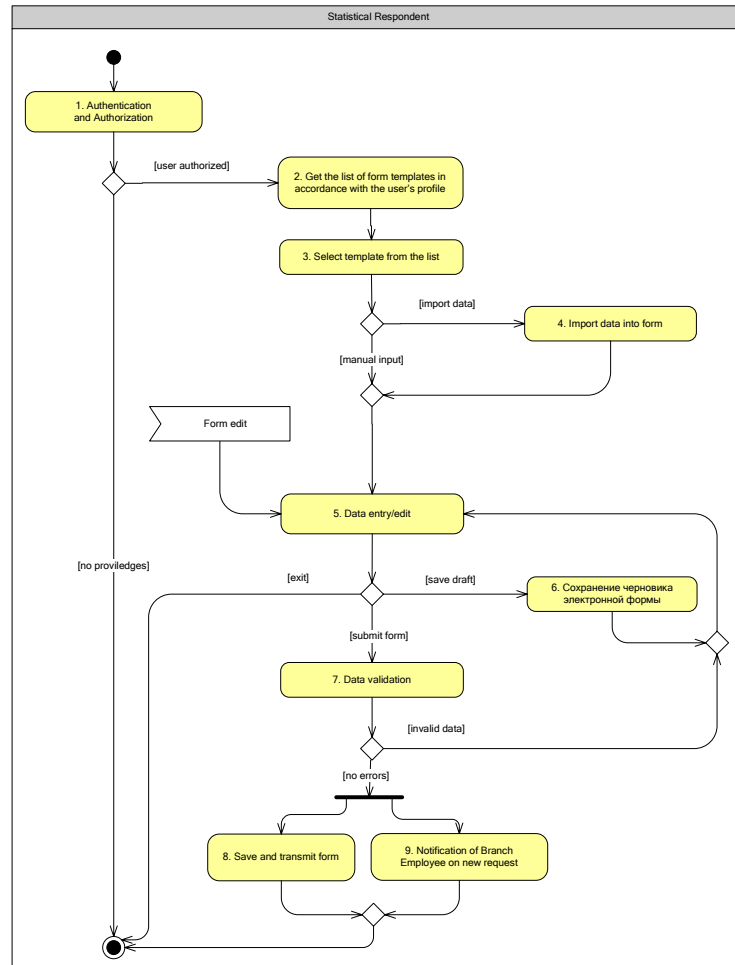 Statistical Respondent
1. Authentication
and Authorization
[user authorized]
2. Get the list of form templates in
accordance with the user's profile
3. Select template from the list
[import data]
4. Import data into form
[manual input]
Form edit
5. Data entry/edit
[no proviledges]
[exit]
[save draft]
6. Сохранение черновика
электронной формы
[submit form]
7. Data validation
[invalid data]
[no errors]
8. Save and transmit form
9. Notification of Branch
Employee on new request